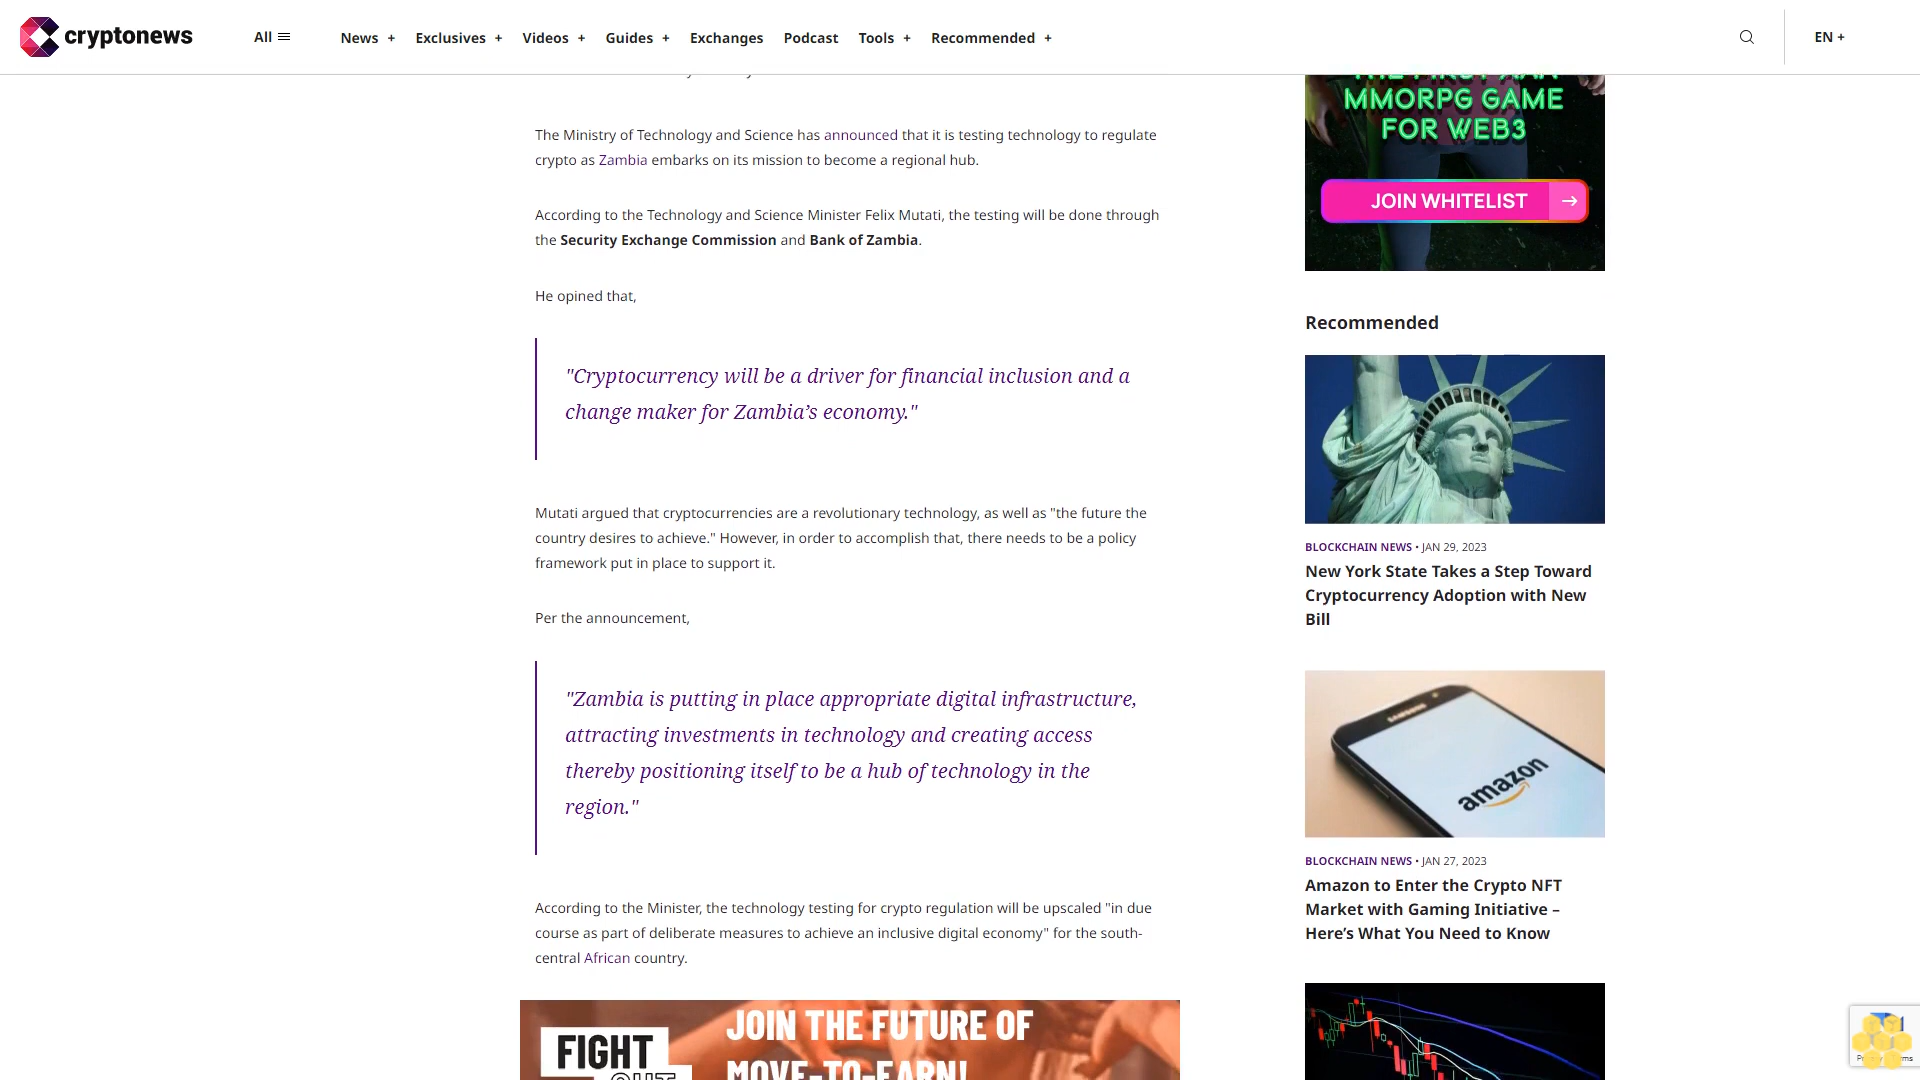 cryptonews
All
News +
Exclusives +
Videos +
Guides +
Exchanges
Podcast
Tools +
Recommended +
EN +
The Ministry of Technology and Science has announced that it is testing technology to regulate
crypto as Zambia embarks on its mission to become a regional hub.
According to the Technology and Science Minister Felix Mutati, the testing will be done through
the Security Exchange Commission and Bank of Zambia.
He opined that,
"Cryptocurrency will be a driver for financial inclusion and a
change maker for Zambia’s economy."
Mutati argued that cryptocurrencies are a revolutionary technology, as well as "the future the
country desires to achieve." However, in order to accomplish that, there needs to be a policy
framework put in place to support it.
Per the announcement,
"Zambia is putting in place appropriate digital infrastructure,
attracting investments in technology and creating access
thereby positioning itself to be a hub of technology in the
region."
According to the Minister, the technology testing for crypto regulation will be upscaled "in due
course as part of deliberate measures to achieve an inclusive digital economy" for the south-
central African country.
FIGHT
OUT
JOIN THE FUTURE OF
MOVE-TO-EARN!
MMORPG GAME
FOR WEB3
JOIN WHITELIST
Recommended
BLOCKCHAIN NEWS • JAN 29, 2023
New York State Takes a Step Toward
Cryptocurrency Adoption with New
Bill
SAMSUNG
amazon
BLOCKCHAIN NEWS • JAN 27, 2023
Amazon to Enter the Crypto NFT
Market with Gaming Initiative –
Here’s What You Need to Know